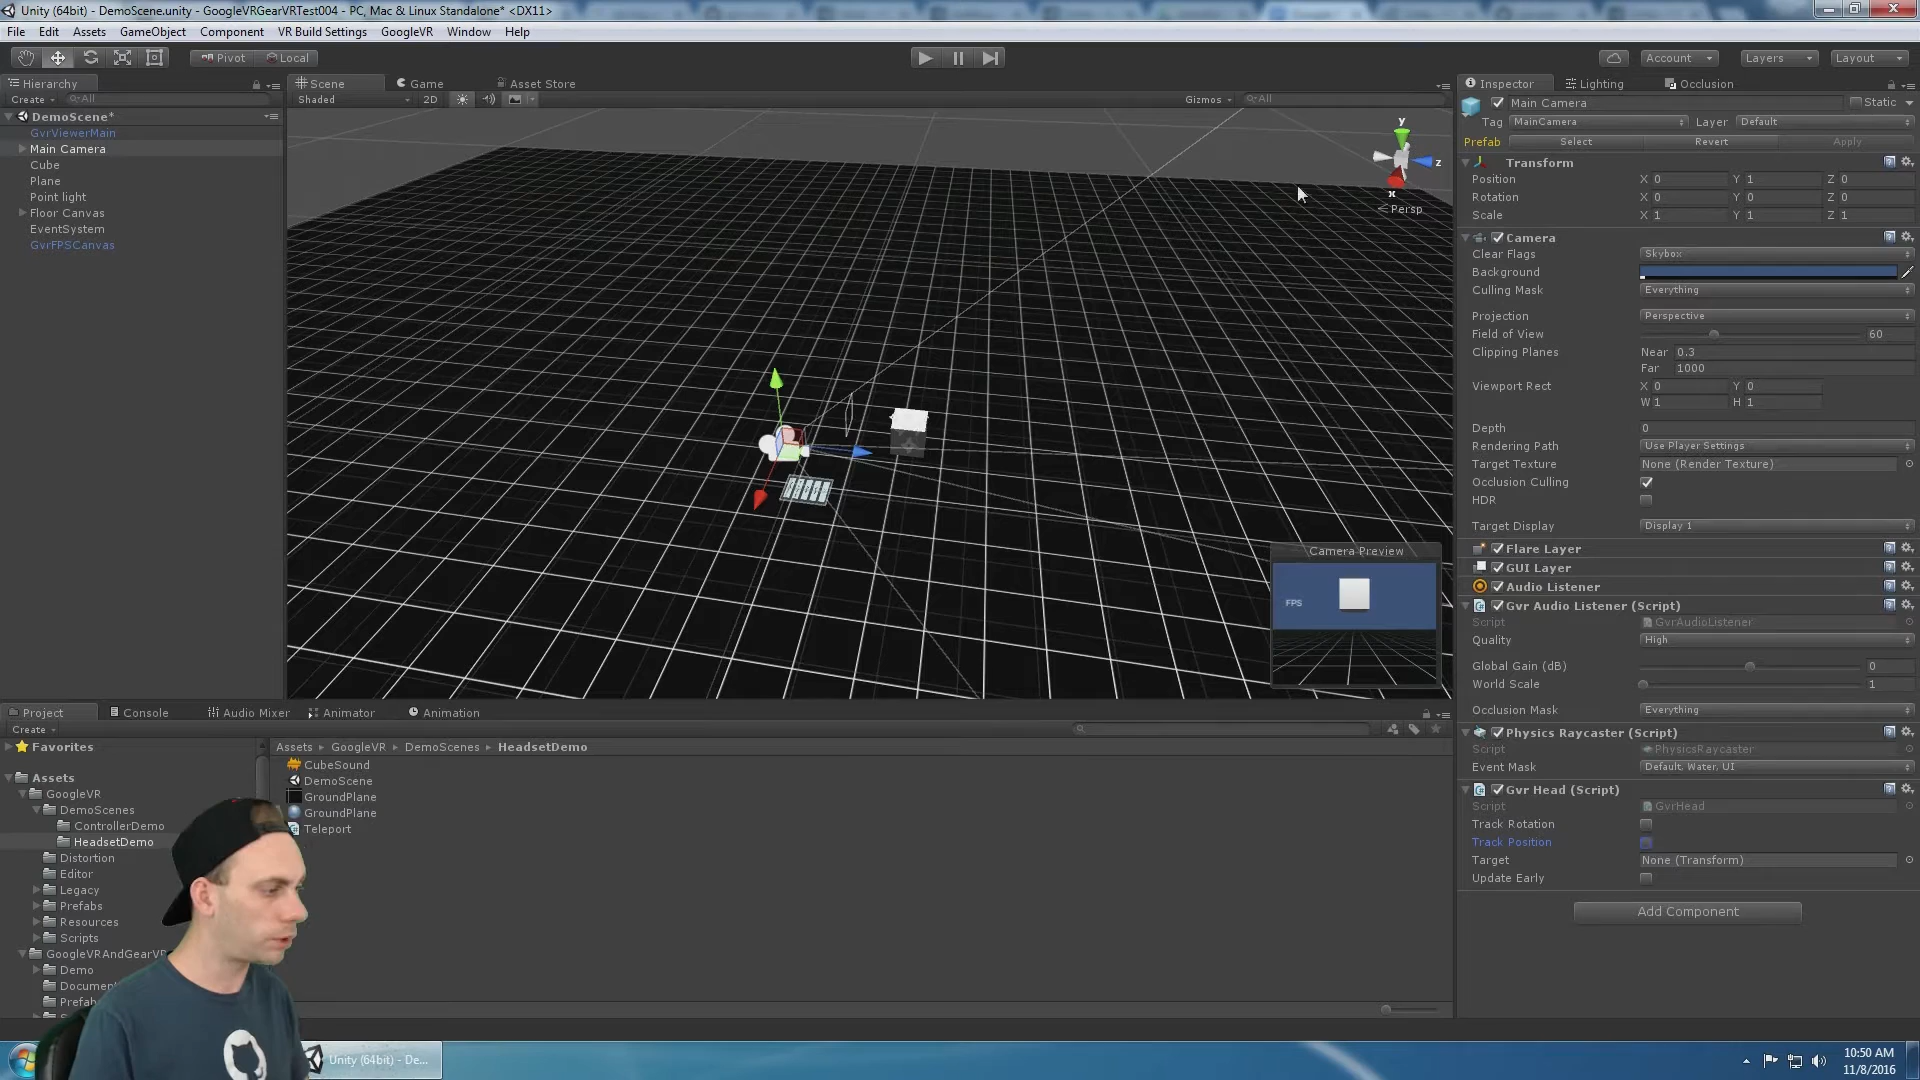 Unity (64bit) - DemoScene.unity - GoogleVRGearVRTest004 - PC, Mac & Linux Standalone* <DX11>
File Edit Assets GameObject Component VR Build Settings GoogleVR Window Help
Pivot Local Account Layers Layout
Hierarchy
Create All
DemoScene*
GvrViewerMain
Main Camera
Cube
Plane
Point light
Floor Canvas
EventSystem
GvrFPSCanvas
Scene Game Asset Store
Shaded 2D Gizmos All
y
z
x
Persp
Camera Preview
FPS
Inspector Lighting Occlusion
Main Camera Static
Tag MainCamera Layer Default
Prefab Select Revert Apply
Transform
Position X 0 Y 1 Z 0
Rotation X 0 Y 0 Z 0
Scale X 1 Y 1 Z 1
Camera
Clear Flags Skybox
Background
Culling Mask Everything
Projection Perspective
Field of View 60
Clipping Planes Near 0.3
Far 1000
Viewport Rect X 0 Y 0
W 1 H 1
Depth 0
Rendering Path Use Player Settings
Target Texture None (Render Texture)
Occlusion Culling
HDR
Target Display Display 1
Flare Layer
GUI Layer
Audio Listener
Gvr Audio Listener (Script)
Script GvrAudioListener
Quality High
Global Gain (dB) 0
World Scale 1
Occlusion Mask Everything
Physics Raycaster (Script)
Script PhysicsRaycaster
Event Mask Default, Water, UI
Gvr Head (Script)
Script GvrHead
Track Rotation
Track Position
Target None (Transform)
Update Early
Add Component
Project Console Audio Mixer Animator Animation
Create
Favorites
Assets
GoogleVR
DemoScenes
ControllerDemo
HeadsetDemo
Distortion
Editor
Legacy
Prefabs
Resources
Scripts
GoogleVRAndGearVR
Demo
Assets GoogleVR DemoScenes HeadsetDemo
CubeSound
DemoScene
GroundPlane
GroundPlane
Teleport
Unity (64bit) - De...
10:50 AM
11/8/2016